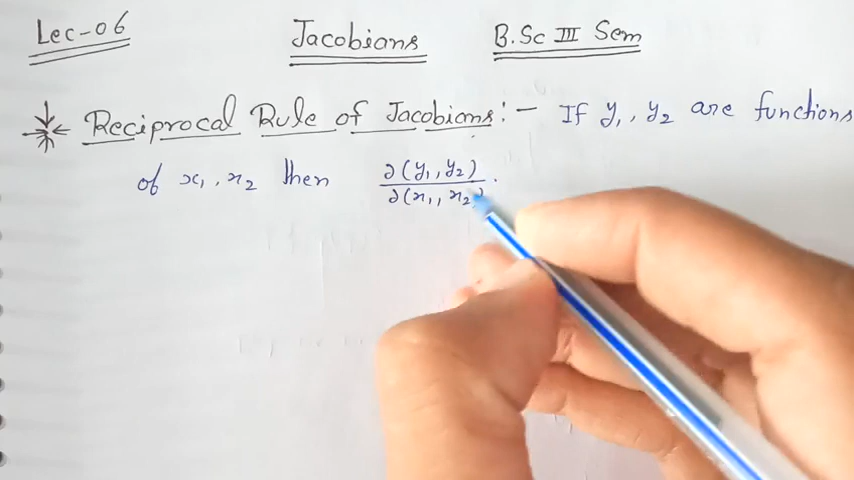 Lec-06 Jacobians B.Sc III Sem
Reciprocal Rule of Jacobians:- If y₁, y₂ are functions
of x₁, x₂ then ∂(y₁, y₂)/∂(x₁, x₂) .